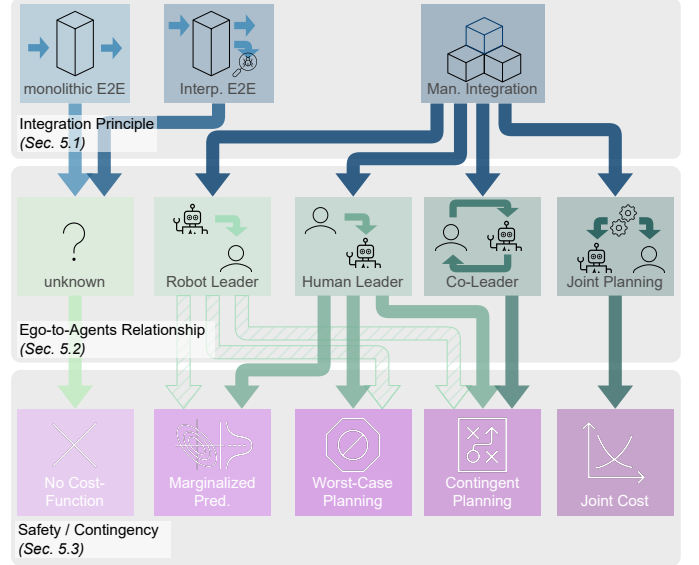 monolithic E2E
Interp. E2E
Man. Integration
Integration Principle
(Sec. 5.1)
?
unknown
Robot Leader
Human Leader
Co-Leader
Joint Planning
Ego-to-Agents Relationship
(Sec. 5.2)
No Cost-
Function
Marginalized
Pred.
Worst-Case
Planning
Contingent
Planning
Joint Cost
Safety / Contingency
(Sec. 5.3)